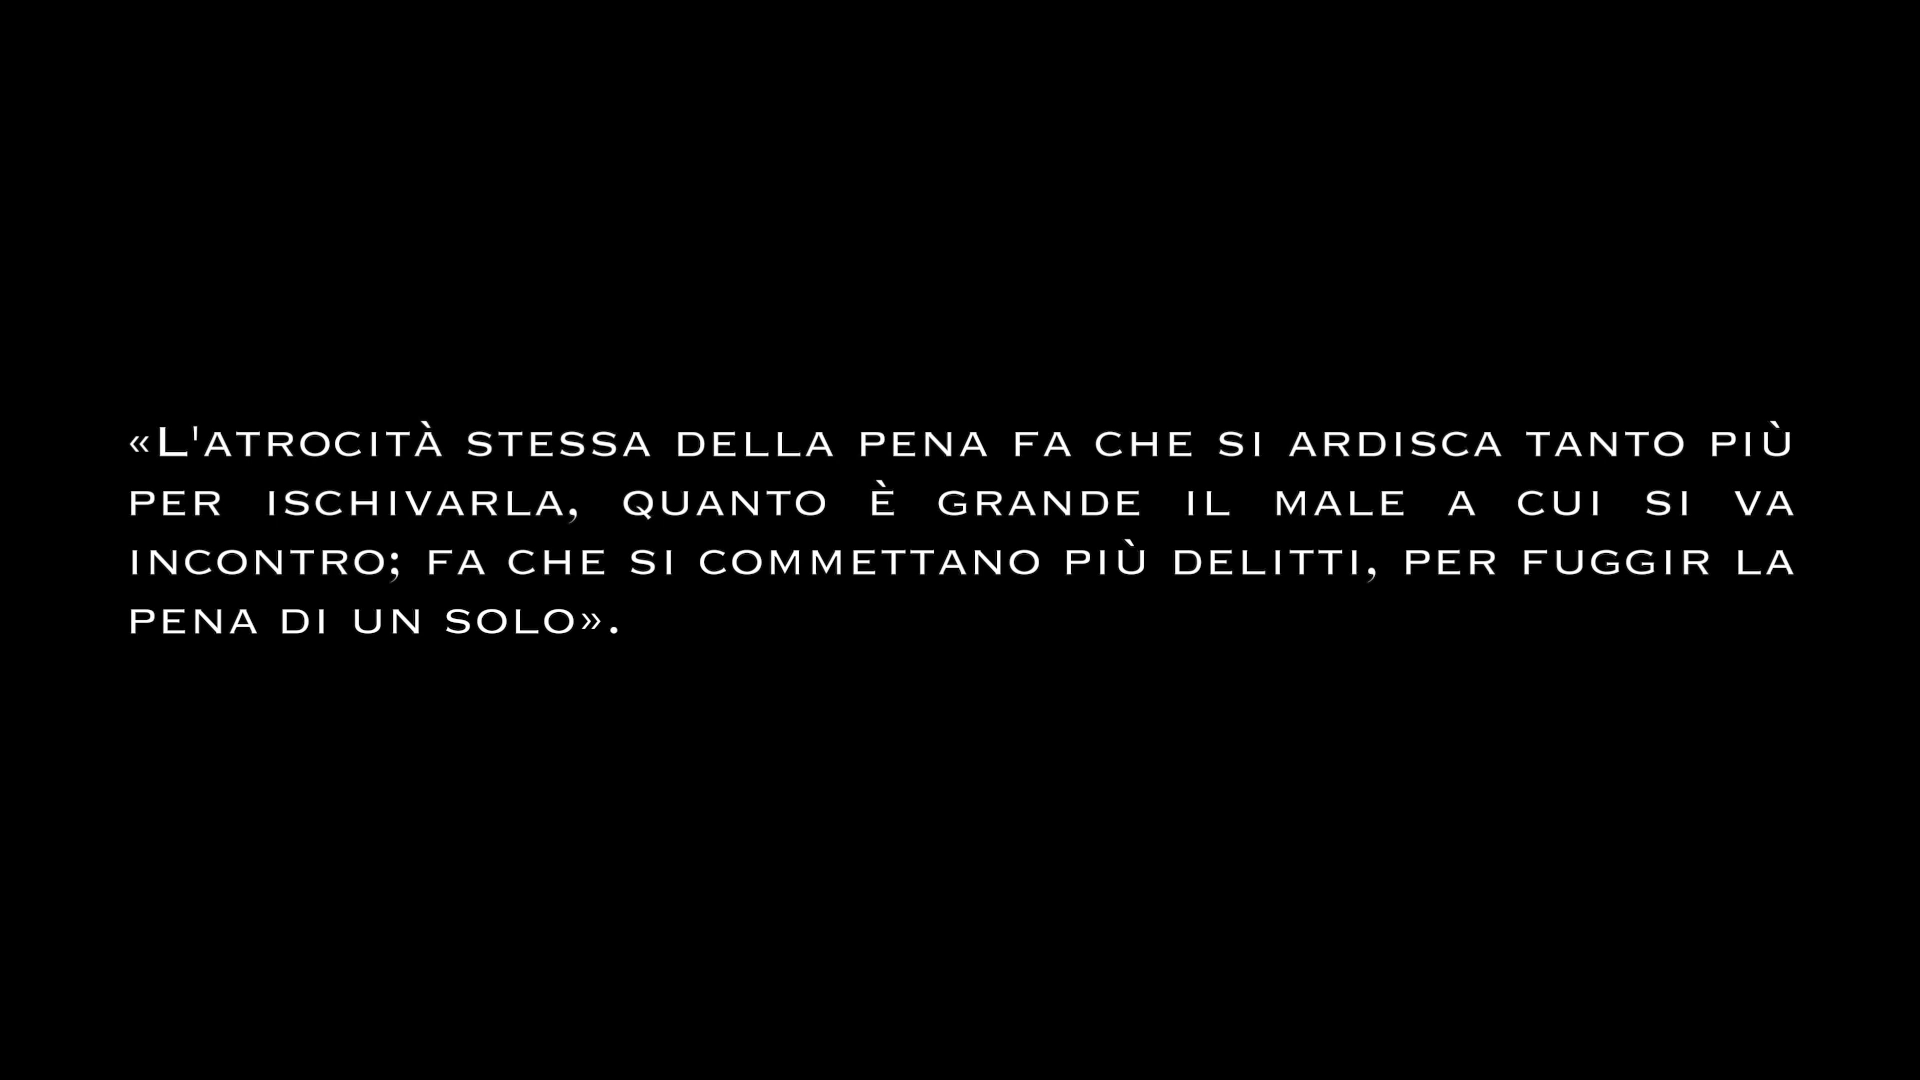 «L'atrocità stessa della pena fa che si ardisca tanto più
per ischivarla, quanto è grande il male a cui si va
incontro; fa che si commettano più delitti, per fuggir la
pena di un solo».